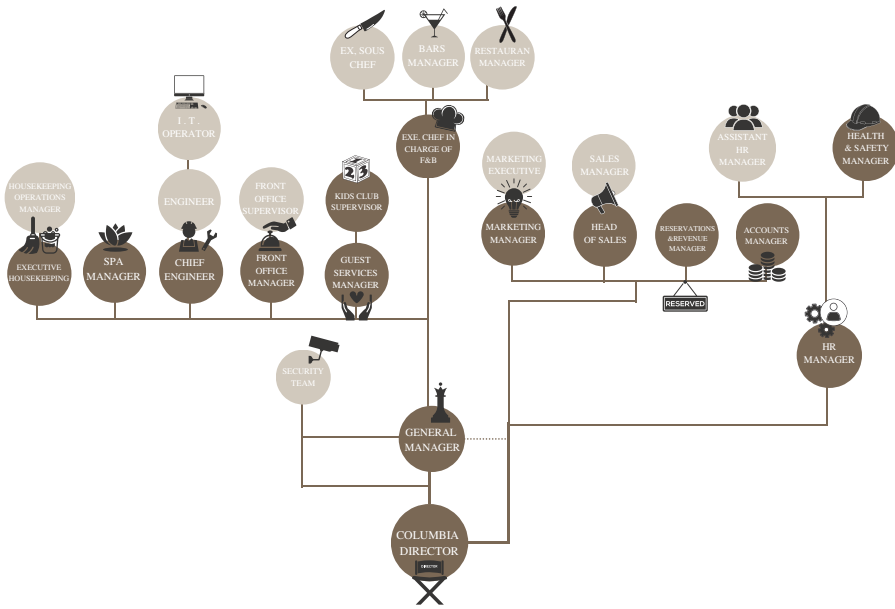 EX. SOUS
CHEF
BARS
MANAGER
RESTAURAN
MANAGER
I . T .
OPERATOR
EXE. CHEF IN
CHARGE OF
F&B
MARKETING
EXECUTIVE
SALES
MANAGER
ASSISTANT
HR
MANAGER
HEALTH
& SAFETY
MANAGER
HOUSEKEEPING
OPERATIONS
MANAGER
ENGINEER
FRONT
OFFICE
SUPERVISOR
KIDS CLUB
SUPERVISOR
MARKETING
MANAGER
HEAD
OF SALES
RESERVATIONS
&REVENUE
MANAGER
ACCOUNTS
MANAGER
EXECUTIVE
HOUSEKEEPING
SPA
MANAGER
CHIEF
ENGINEER
FRONT
OFFICE
MANAGER
GUEST
SERVICES
MANAGER
RESERVED
HR
MANAGER
SECURITY
TEAM
GENERAL
MANAGER
COLUMBIA
DIRECTOR
DIRECTOR